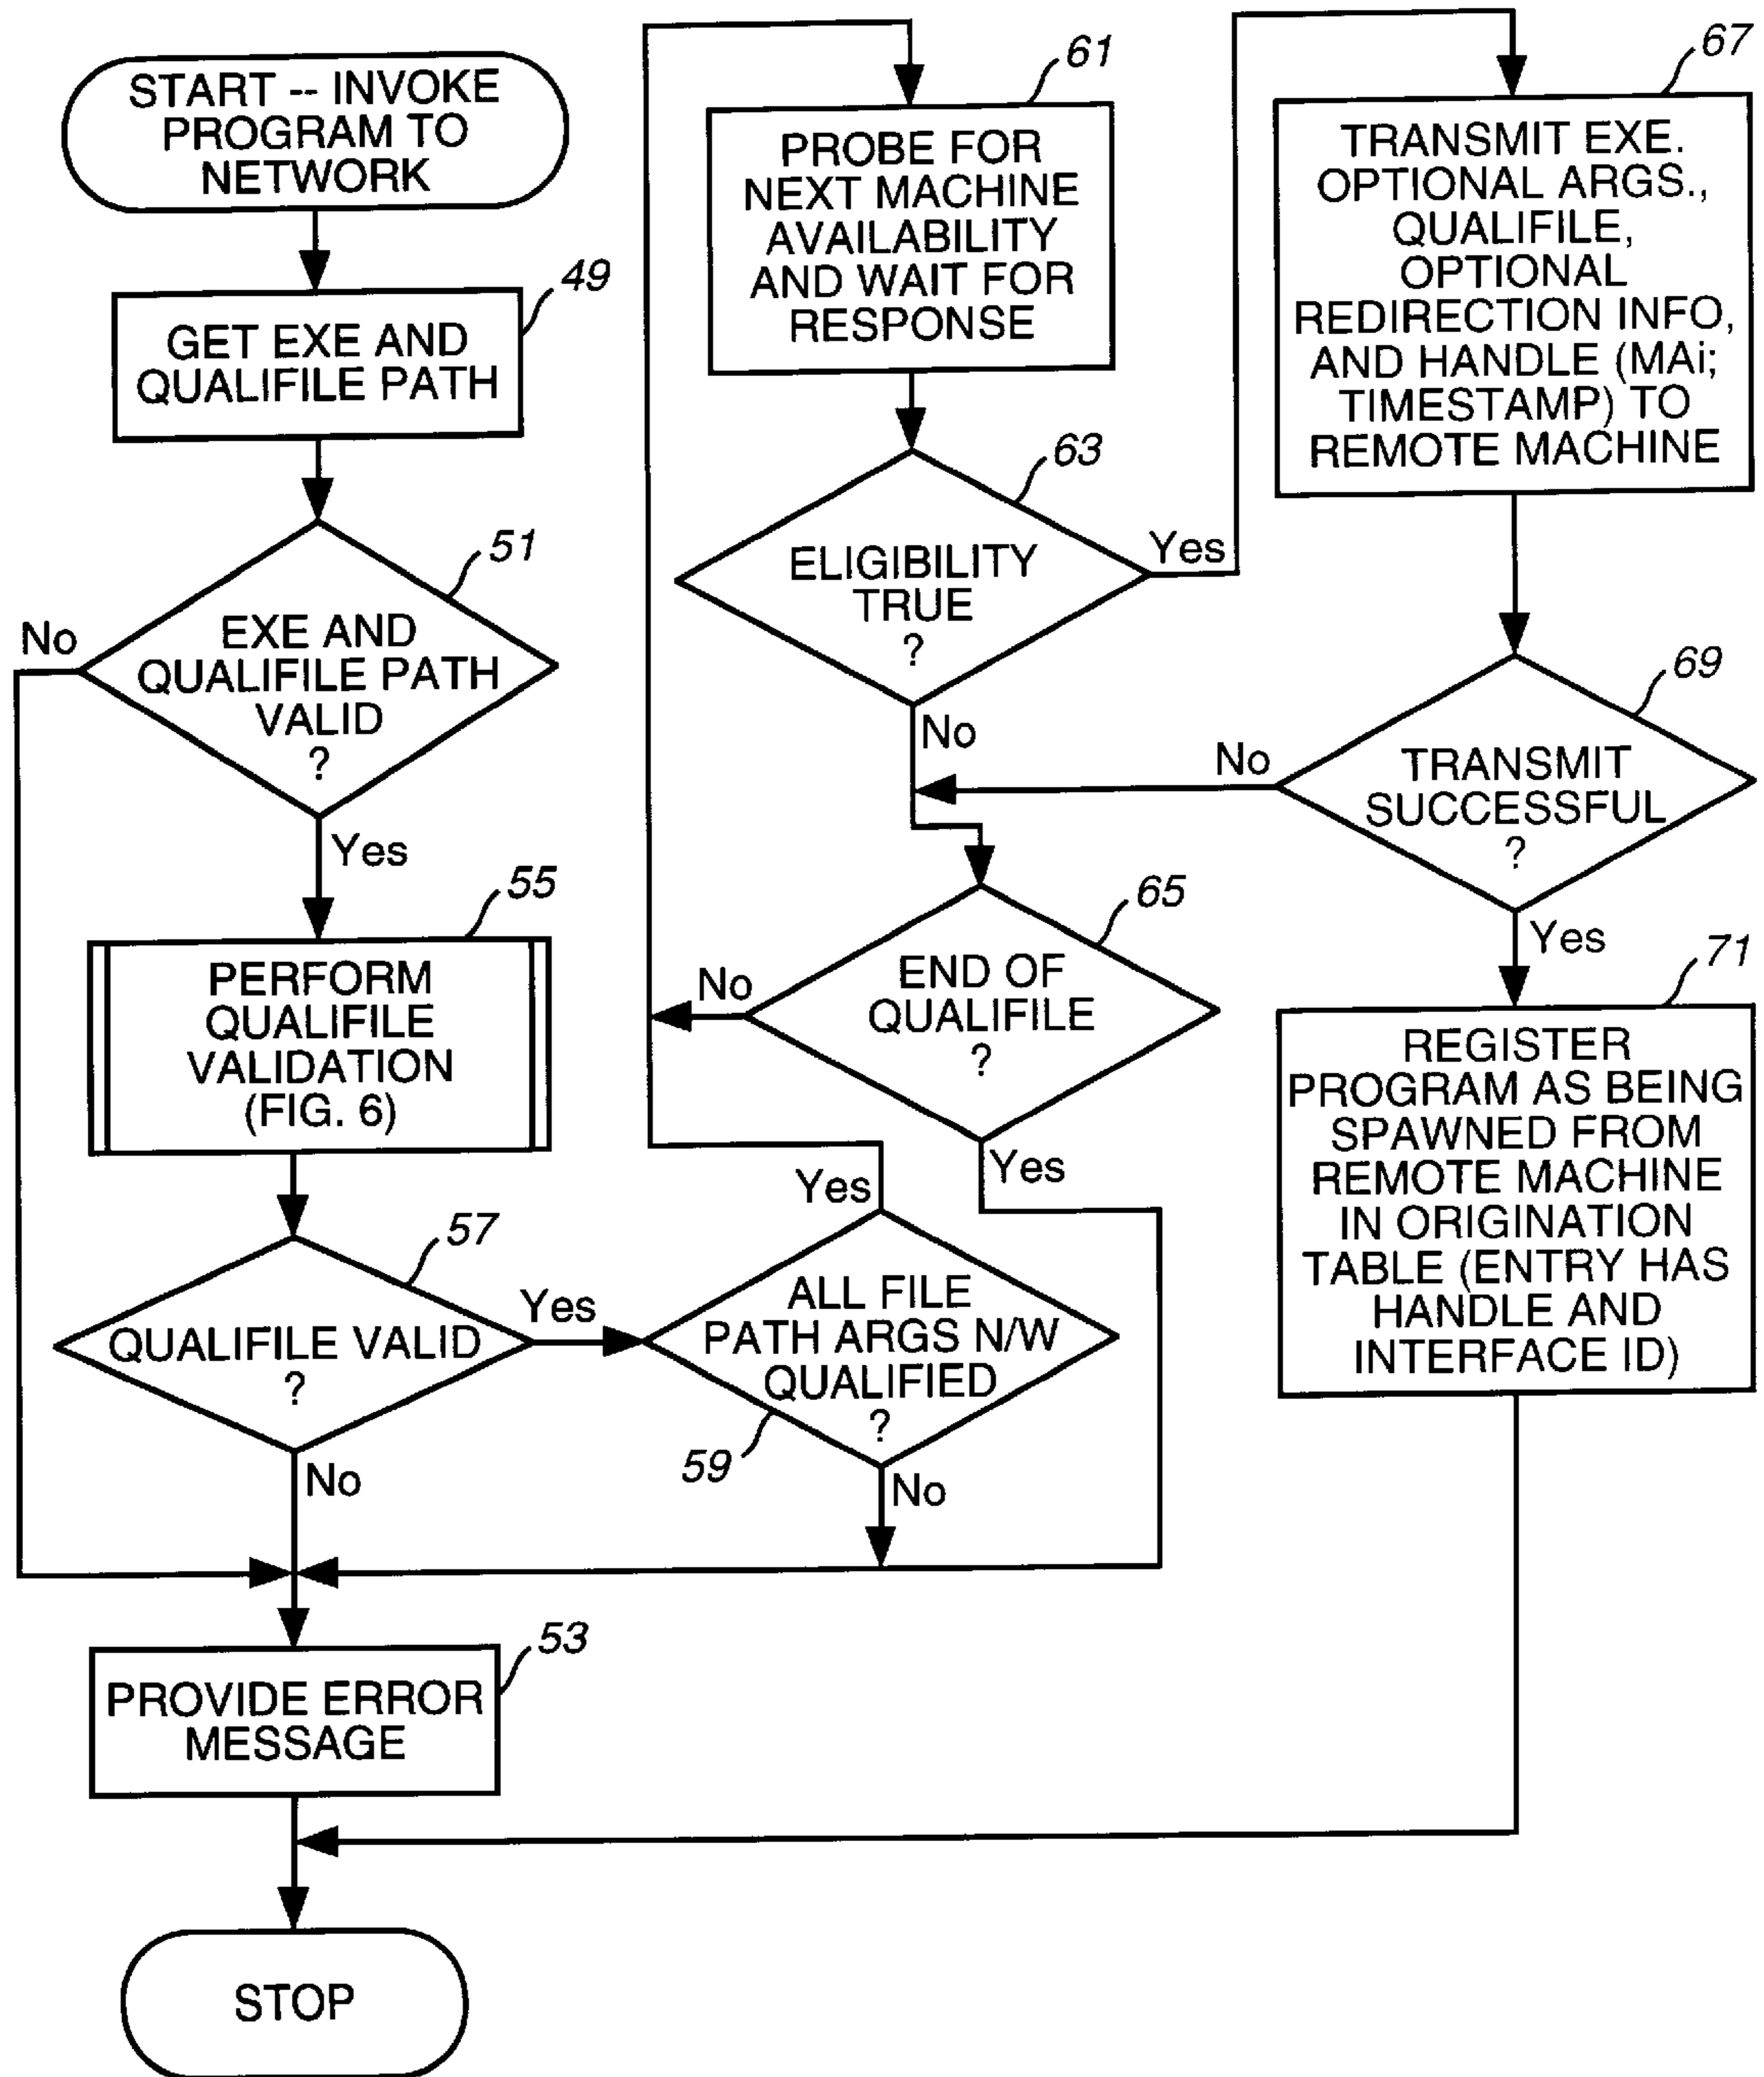 START -- INVOKE
PROGRAM TO
NETWORK
49
GET EXE AND
QUALIFILE PATH
51
No
EXE AND
QUALIFILE PATH
VALID
?
Yes
55
PERFORM
QUALIFILE
VALIDATION
(FIG. 6)
57
QUALIFILE VALID
?
Yes
No
53
PROVIDE ERROR
MESSAGE
STOP
61
PROBE FOR
NEXT MACHINE
AVAILABILITY
AND WAIT FOR
RESPONSE
63
ELIGIBILITY
TRUE
?
Yes
No
65
END OF
QUALIFILE
?
No
Yes
Yes
ALL FILE
PATH ARGS N/W
QUALIFIED
?
59
No
67
TRANSMIT EXE.
OPTIONAL ARGS.,
QUALIFILE,
OPTIONAL
REDIRECTION INFO,
AND HANDLE (MAi;
TIMESTAMP) TO
REMOTE MACHINE
69
No
TRANSMIT
SUCCESSFUL
?
Yes
71
REGISTER
PROGRAM AS BEING
SPAWNED FROM
REMOTE MACHINE
IN ORIGINATION
TABLE (ENTRY HAS
HANDLE AND
INTERFACE ID)